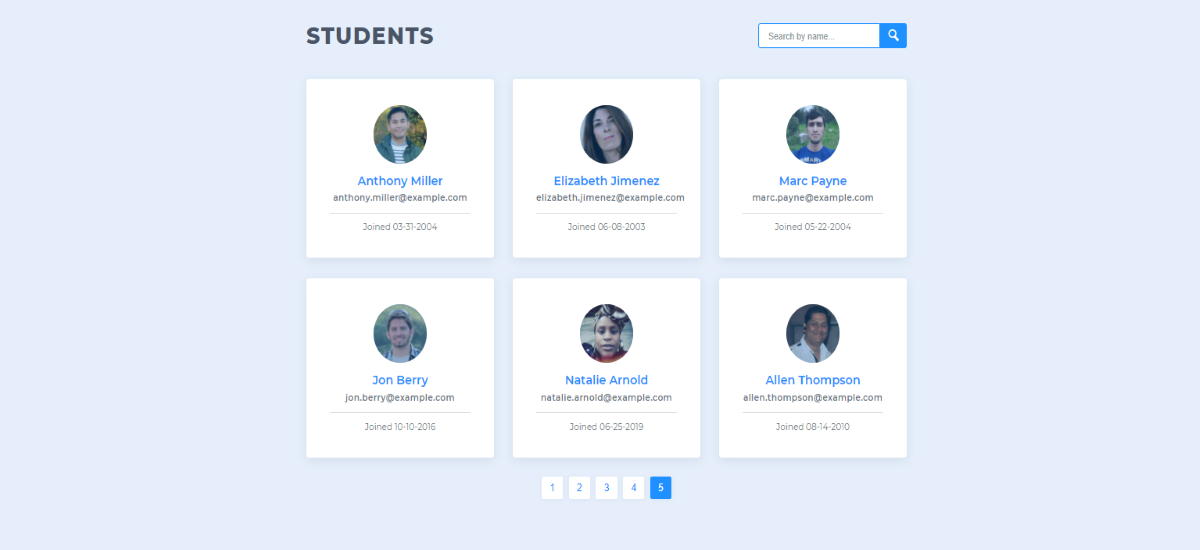 STUDENTS
Search by name...
Anthony Miller
anthony.miller@example.com
Joined 03-31-2004
Elizabeth Jimenez
elizabeth.jimenez@example.com
Joined 06-08-2003
Marc Payne
marc.payne@example.com
Joined 05-22-2004
Jon Berry
jon.berry@example.com
Joined 10-10-2016
Natalie Arnold
natalie.arnold@example.com
Joined 06-25-2019
Allen Thompson
allen.thompson@example.com
Joined 08-14-2010
1 2 3 4 5